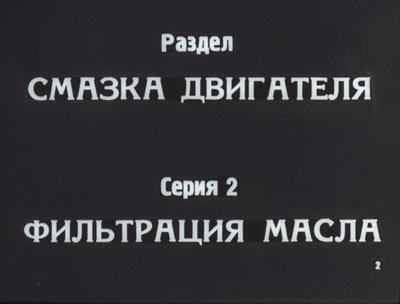 Раздел
СМАЗКА ДВИГАТЕЛЯ
Серия 2
ФИЛЬТРАЦИЯ МАСЛА
2